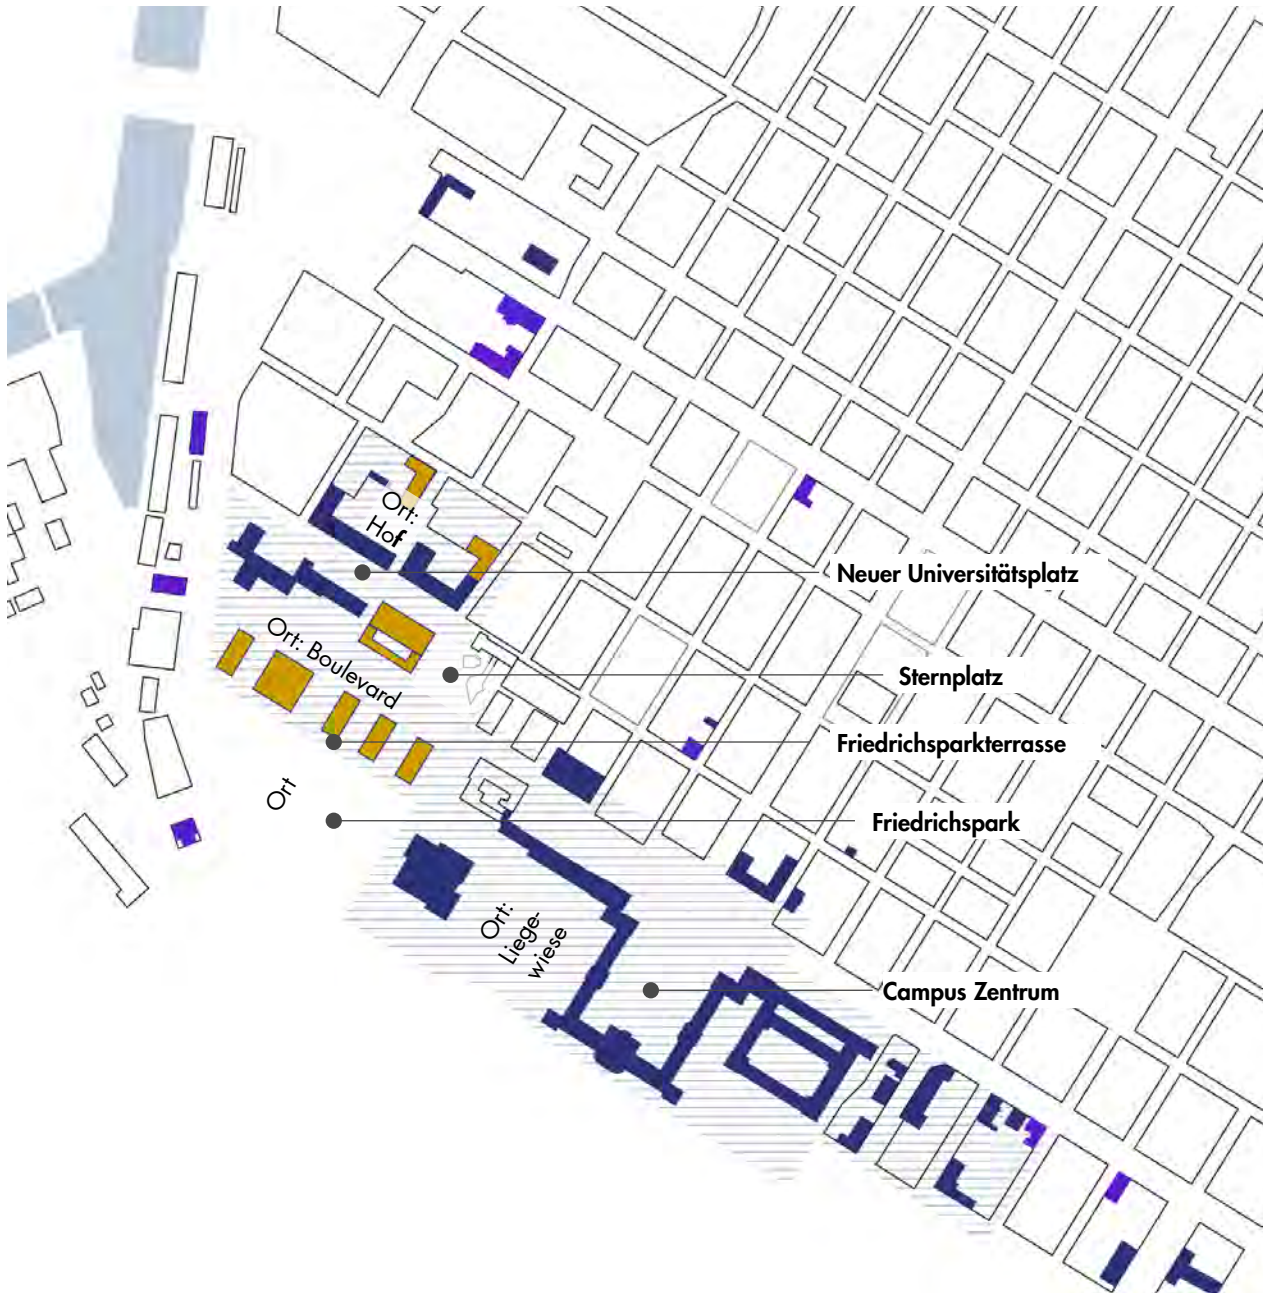 Ort:
Hof
Neuer Universitätsplatz
Ort: Boulevard
Sternplatz
Friedrichsparkterrasse
Ort
Friedrichspark
Ort:
Liege-
wiese
Campus Zentrum